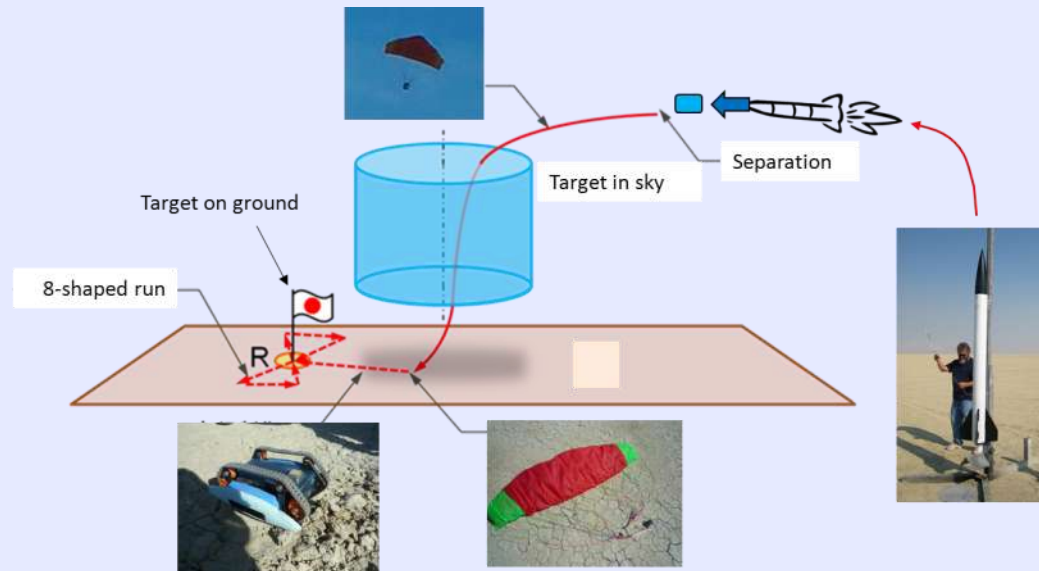 Separation
Target in sky
Target on ground
8-shaped run
R